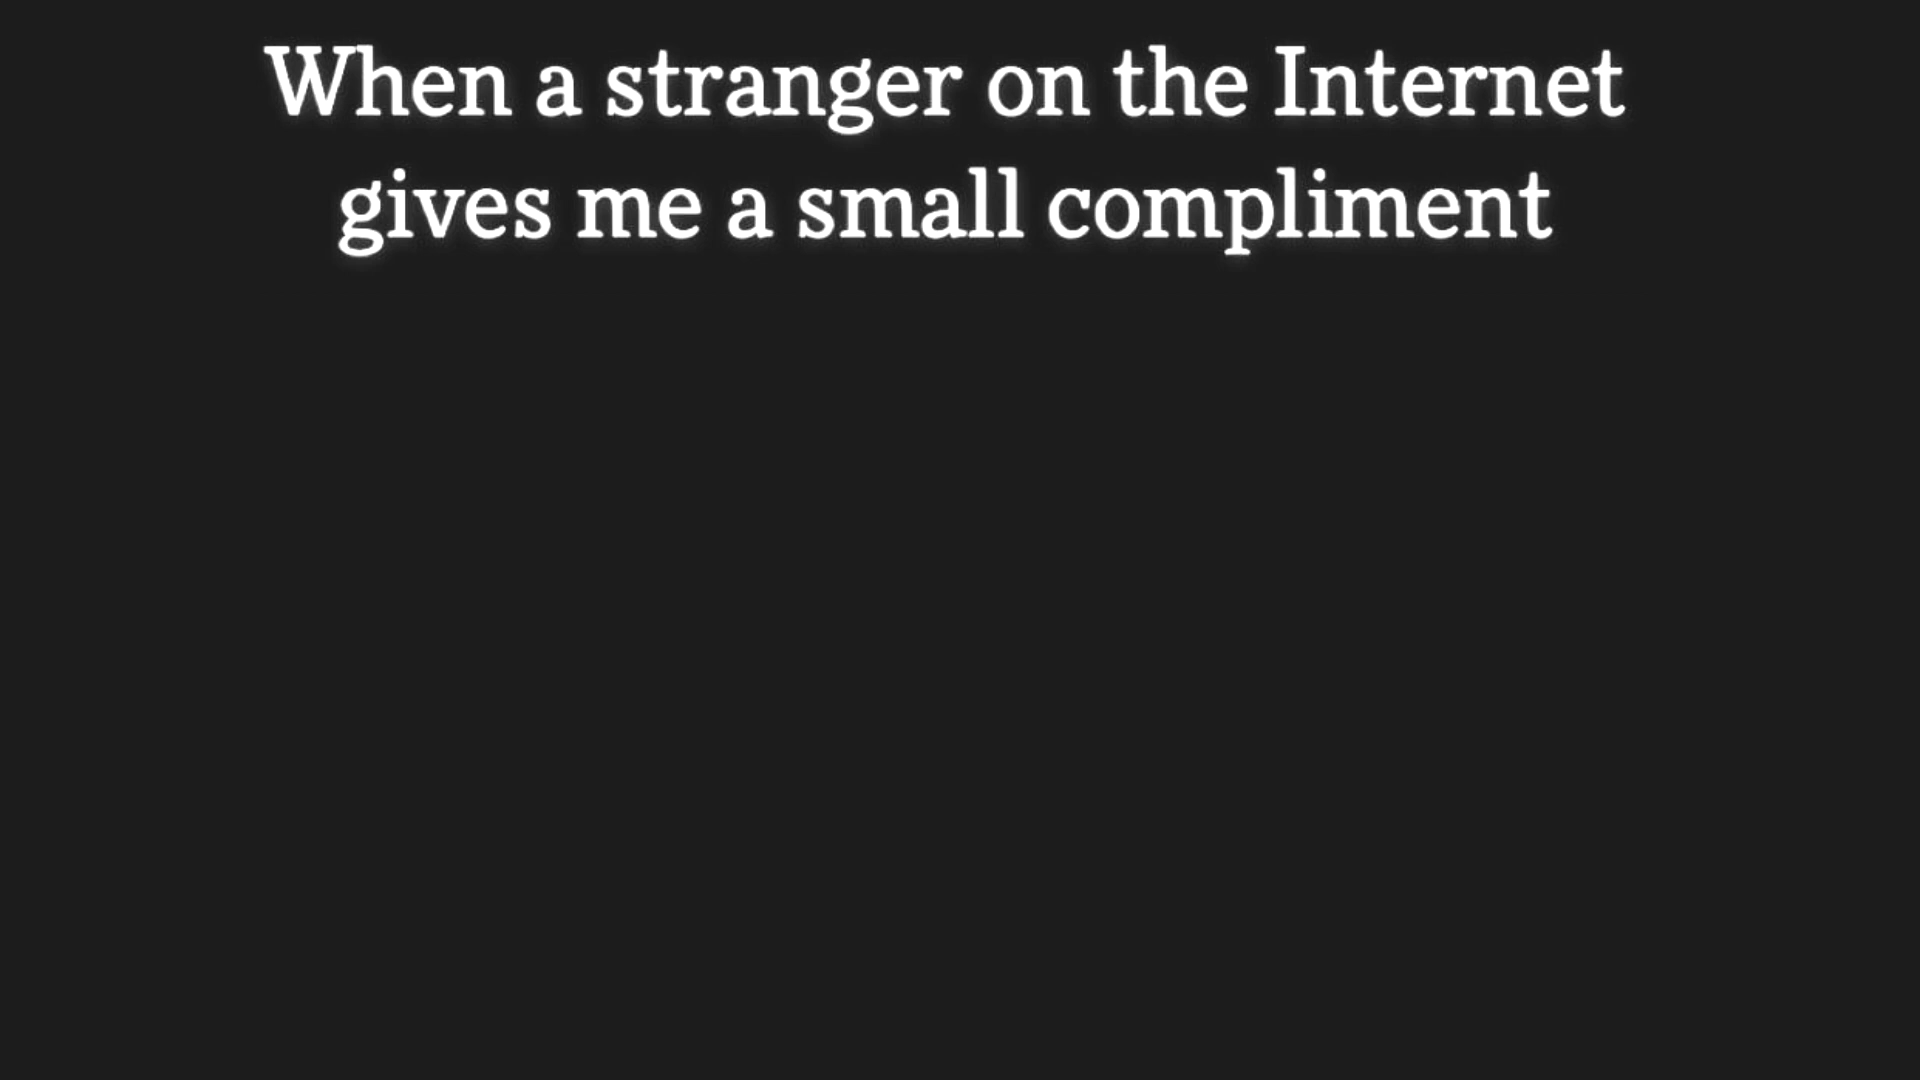 When a stranger on the Internet
gives me a small compliment